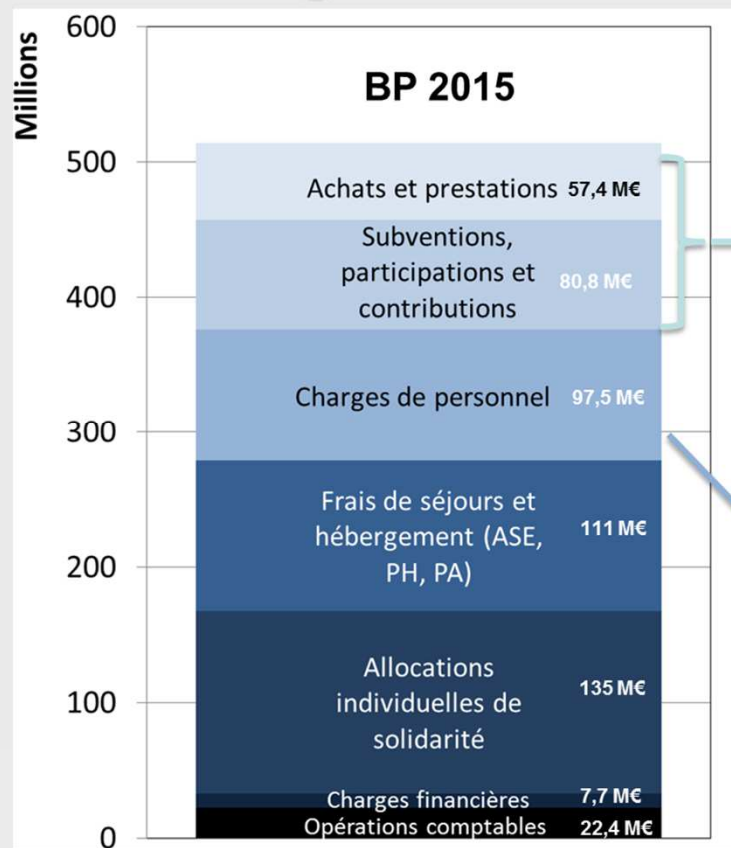 Millions
600
BP 2015
500
Achats et prestations 57,4 M€
Subventions,
participations et 80,8 M€
contributions
400
Charges de personnel 97,5 M€
300
Frais de séjours et
hébergement (ASE, 111 M€
PH, PA)
200
Allocations
individuelles de 135 M€
solidarité
100
Charges financières 7,7 M€
Opérations comptables 22,4 M€
0